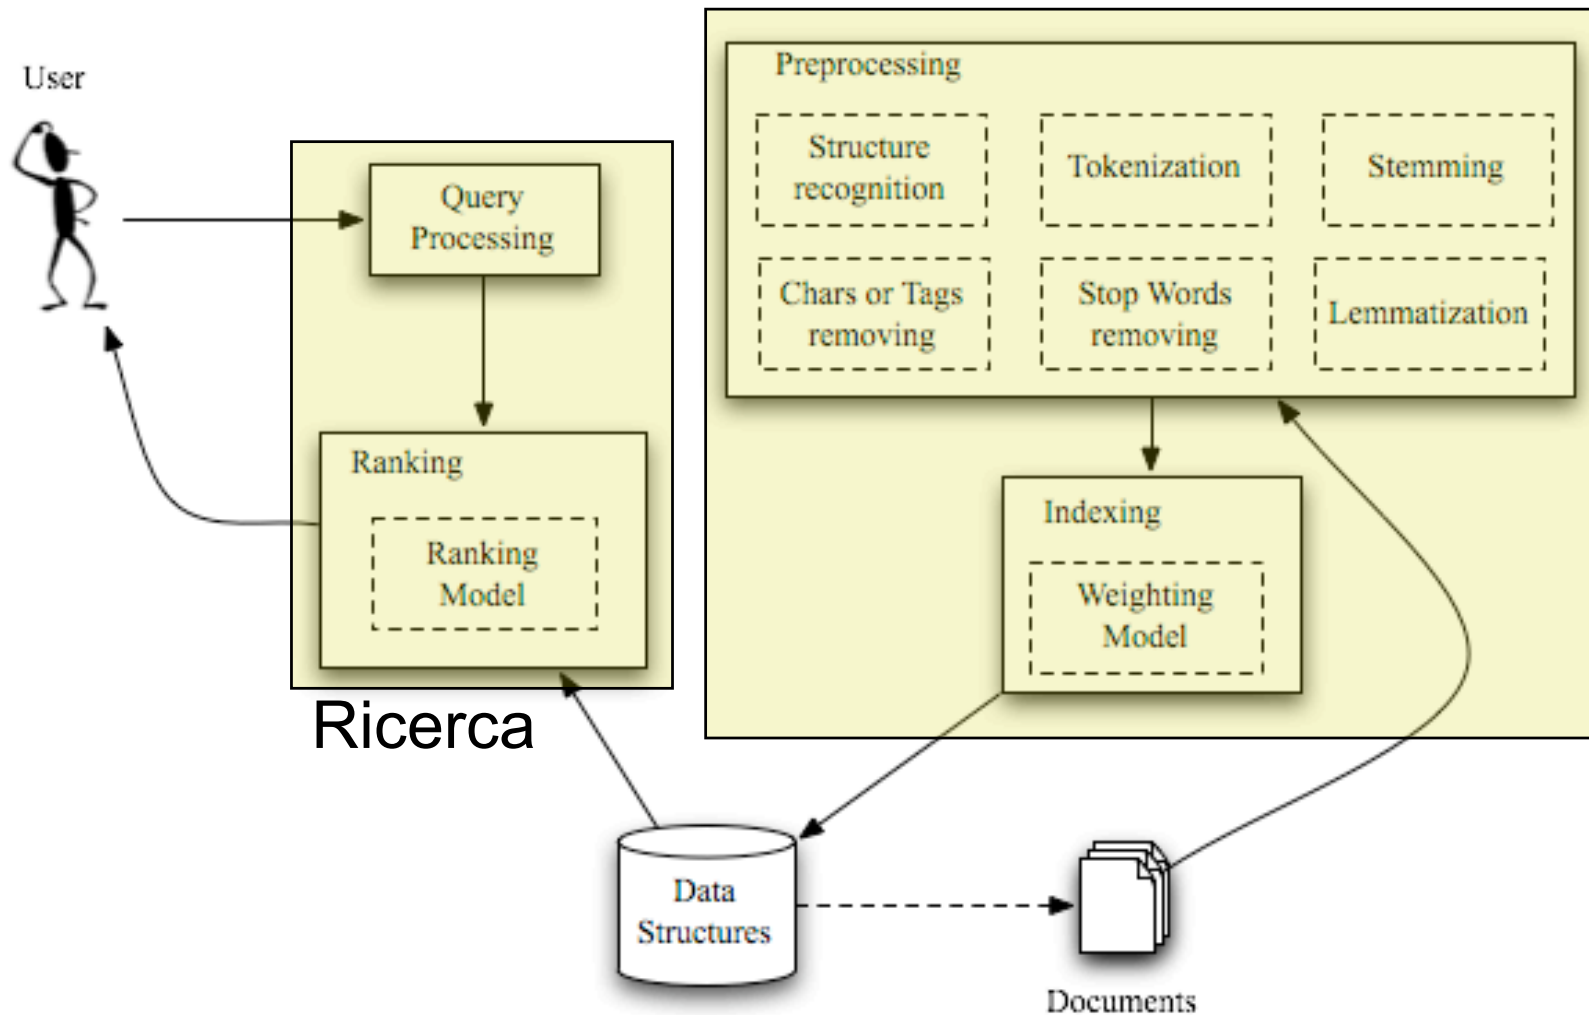 User
Query
Processing
Ranking
Ranking
Model
Ricerca
Preprocessing
Structure
recognition
Tokenization
Stemming
Chars or Tags
removing
Stop Words
removing
Lemmatization
Indexing
Weighting
Model
Data
Structures
Documents